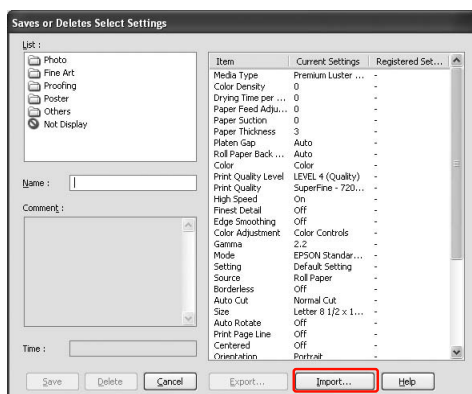 Saves or Deletes Select Settings
List :
Photo
Fine Art
Proofing
Poster
Others
Not Display
Name :
Comment :
Time :
Item Current Settings Registered Set...
Media Type Premium Luster ... -
Color Density 0 -
Drying Time per ... 0 -
Paper Feed Adju... 0 -
Paper Suction 0 -
Paper Thickness 3 -
Platen Gap Auto -
Roll Paper Back ... Auto -
Color Color -
Print Quality Level LEVEL 4 (Quality) -
Print Quality SuperFine - 720... -
High Speed On -
Finest Detail Off -
Edge Smoothing Off -
Color Adjustment Color Controls -
Gamma 2.2 -
Mode EPSON Standar... -
Setting Default Setting -
Source Roll Paper -
Borderless Off -
Auto Cut Normal Cut -
Size Letter 8 1/2 x 1... -
Auto Rotate Off -
Print Page Line Off -
Centered Off -
Orientation Portrait -
Save Delete Cancel Export... Import... Help